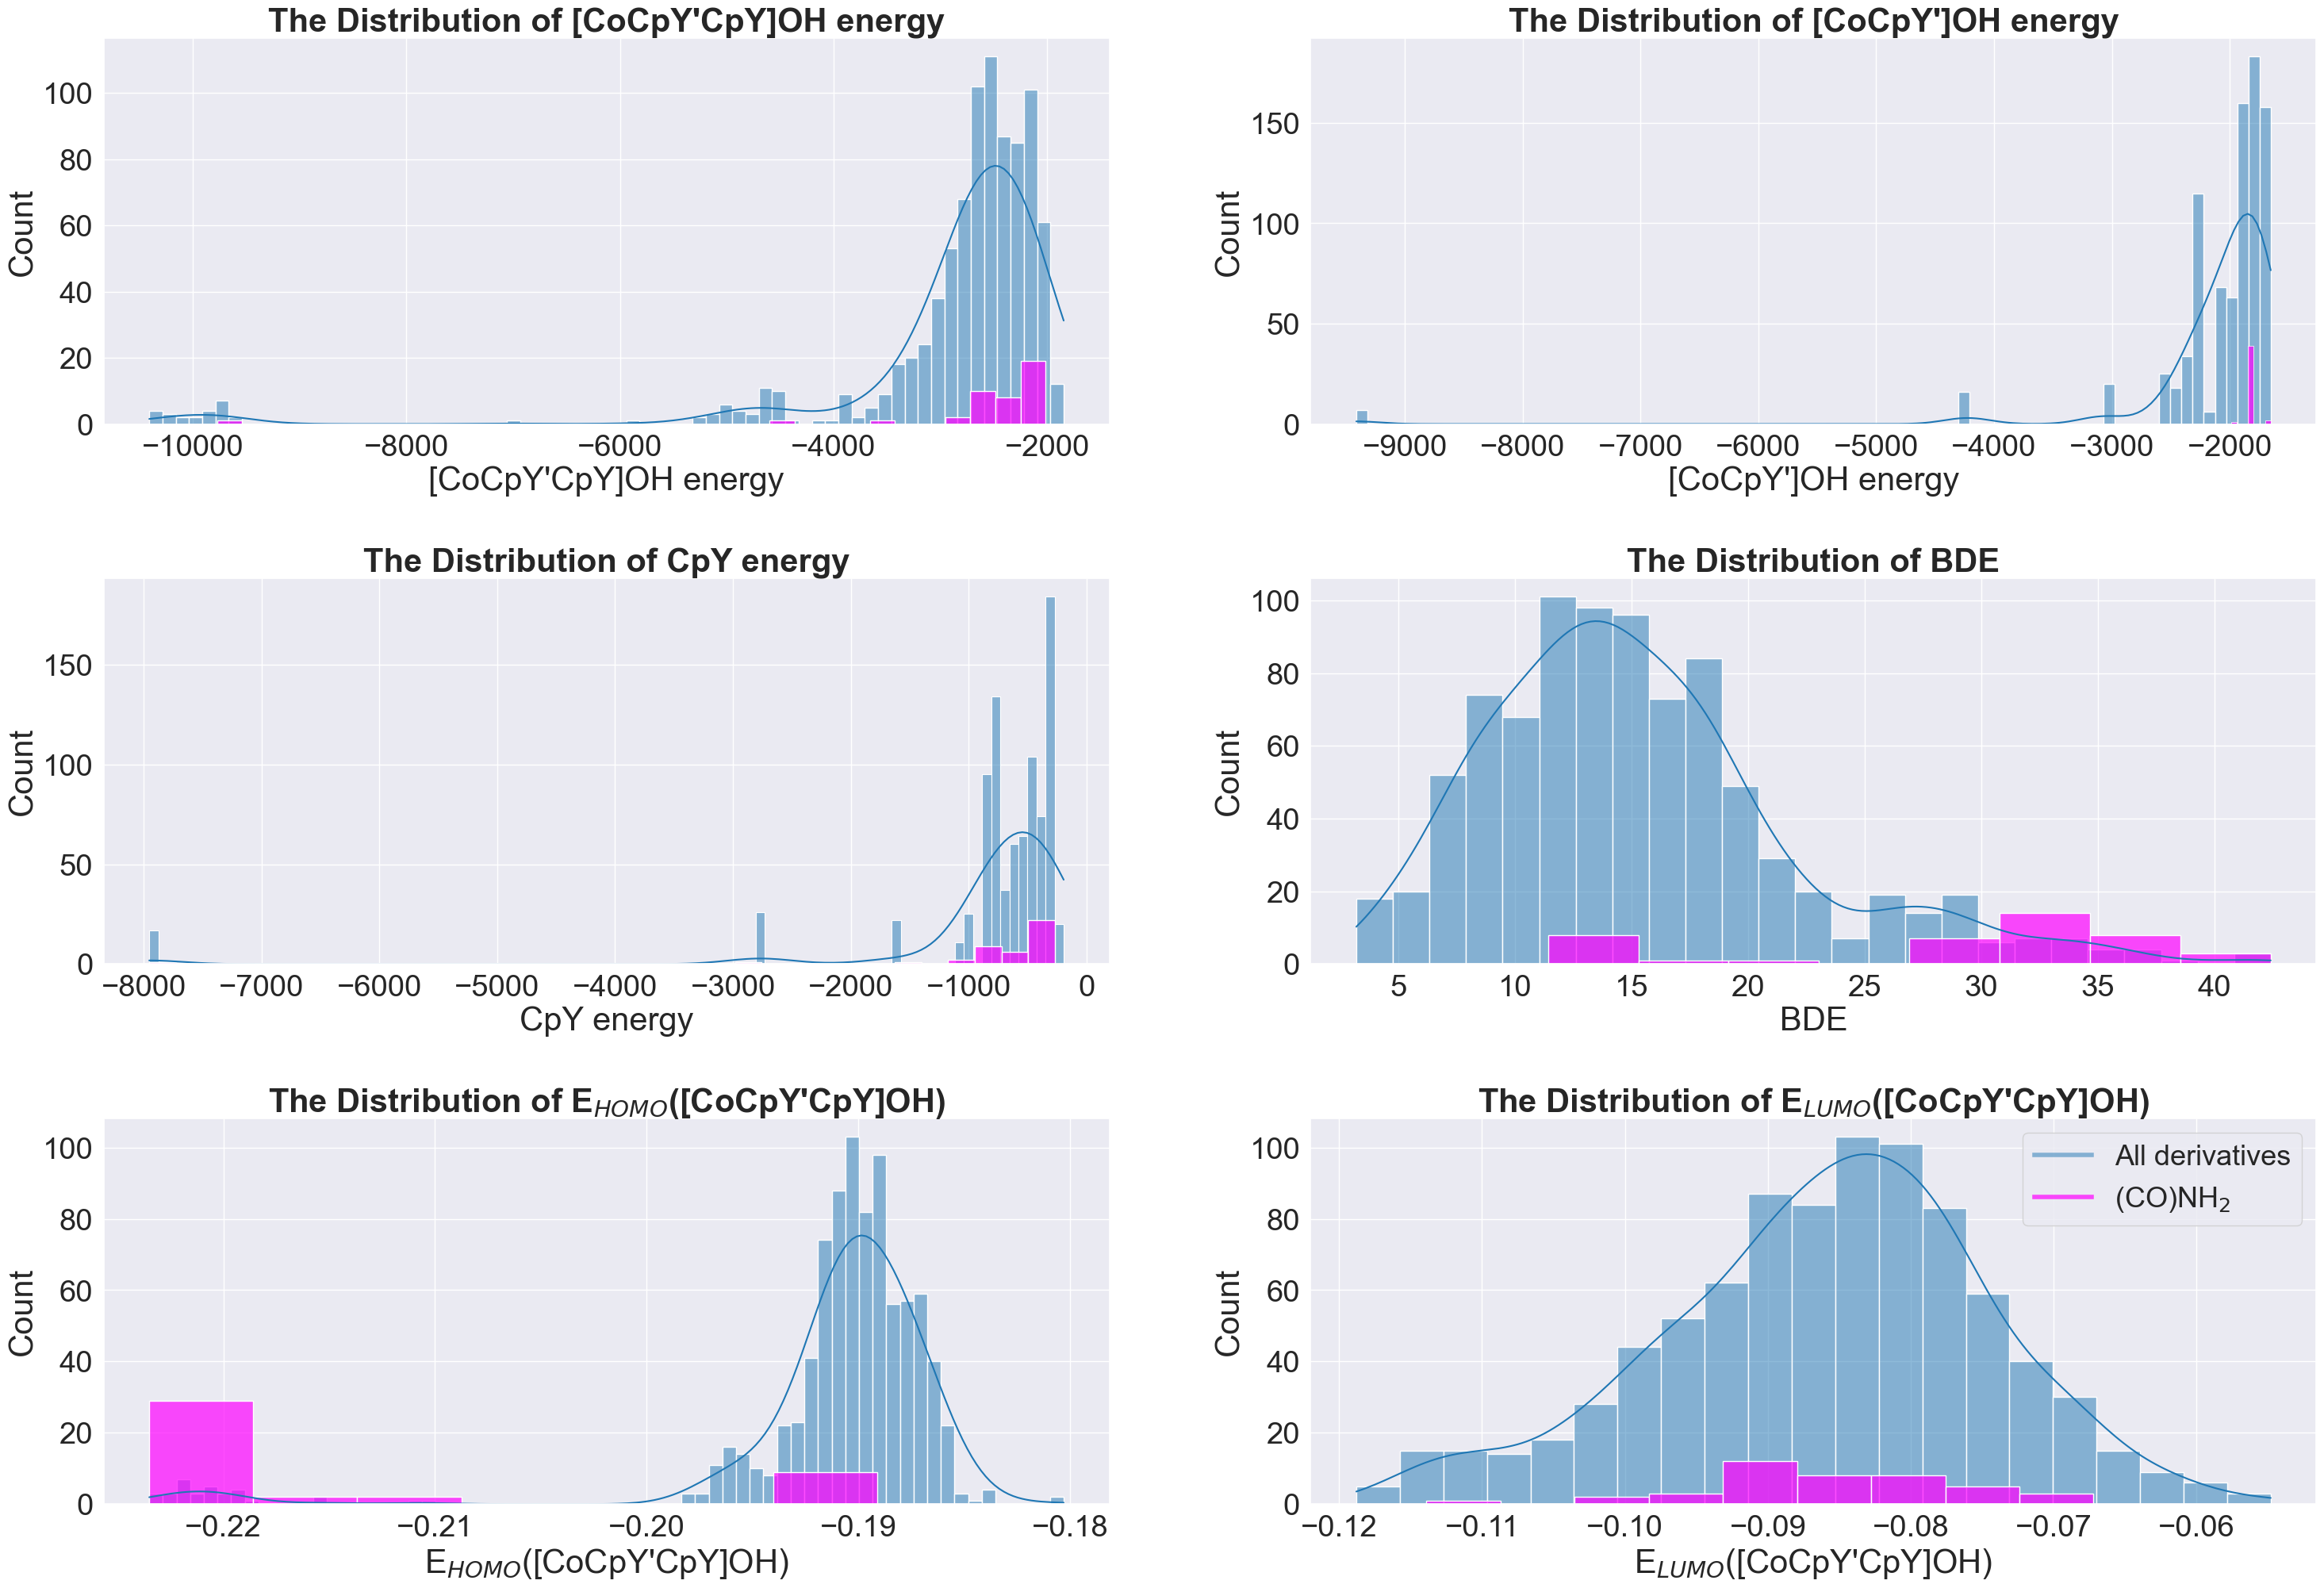 The Distribution of [CoCpY'CpY]OH energy
Count
100
80
60
40
20
0
−10000 −8000 −6000 −4000 −2000
[CoCpY'CpY]OH energy
The Distribution of [CoCpY']OH energy
Count
150
100
50
0
−9000 −8000 −7000 −6000 −5000 −4000 −3000 −2000
[CoCpY']OH energy
The Distribution of CpY energy
Count
150
100
50
0
−8000 −7000 −6000 −5000 −4000 −3000 −2000 −1000 0
CpY energy
The Distribution of BDE
Count
100
80
60
40
20
0
5 10 15 20 25 30 35 40
BDE
The Distribution of E_HOMO([CoCpY'CpY]OH)
Count
100
80
60
40
20
0
−0.22 −0.21 −0.20 −0.19 −0.18
E_HOMO([CoCpY'CpY]OH)
The Distribution of E_LUMO([CoCpY'CpY]OH)
All derivatives
(CO)NH₂
Count
100
80
60
40
20
0
−0.12 −0.11 −0.10 −0.09 −0.08 −0.07 −0.06
E_LUMO([CoCpY'CpY]OH)